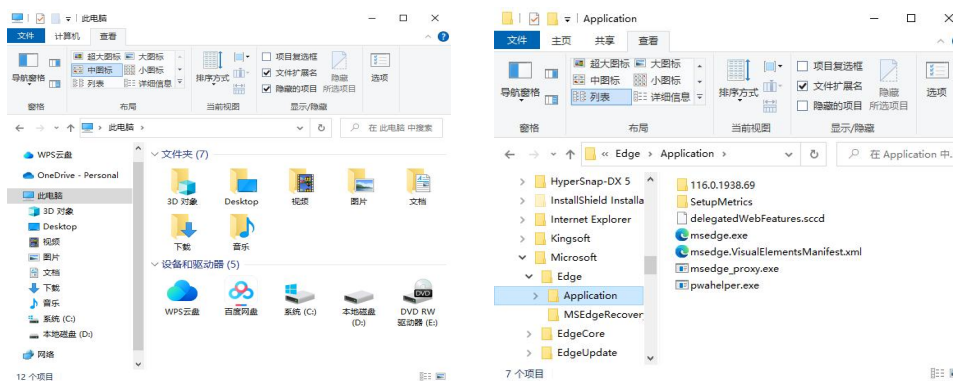 此电脑
文件 计算机 查看
导航窗格
超大图标 大图标
中图标 小图标
列表 详细信息
排序方式
项目复选框
文件扩展名
隐藏的项目
隐藏
所选项目
选项
窗格 布局 当前视图 显示/隐藏
此电脑
在 此电脑 中搜索
WPS云盘
OneDrive - Personal
此电脑
3D 对象
Desktop
视频
图片
文档
下载
音乐
系统 (C:)
本地磁盘 (D:)
网络
文件夹 (7)
3D 对象 Desktop 视频 图片 文档
下载 音乐
设备和驱动器 (5)
WPS云盘 百度网盘 系统 (C:) 本地磁盘 (D:) DVD RW 驱动器 (E:)
DVD
12 个项目
Application
文件 主页 共享 查看
导航窗格
超大图标 大图标
中图标 小图标
列表 详细信息
排序方式
项目复选框
文件扩展名
隐藏的项目
隐藏
所选项目
选项
窗格 布局 当前视图 显示/隐藏
« Edge › Application ›
在 Application 中...
HyperSnap-DX 5
InstallShield Installa
Internet Explorer
Kingsoft
Microsoft
Edge
Application
MSEdgeRecover
EdgeCore
EdgeUpdate
116.0.1938.69
SetupMetrics
delegatedWebFeatures.sccd
msedge.exe
msedge.VisualElementsManifest.xml
msedge_proxy.exe
pwahelper.exe
7 个项目